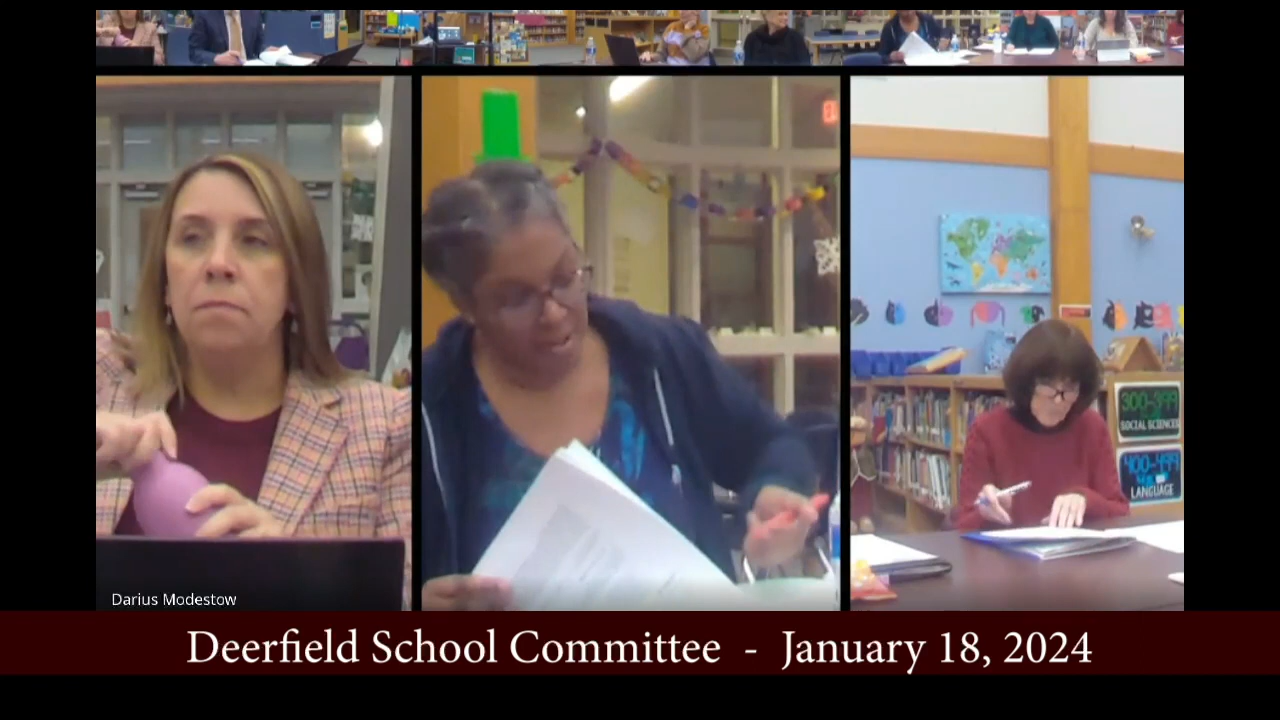 300-399
SOCIAL SCIENCES
400-499
LANGUAGE
Darius Modestow
Deerfield School Committee - January 18, 2024